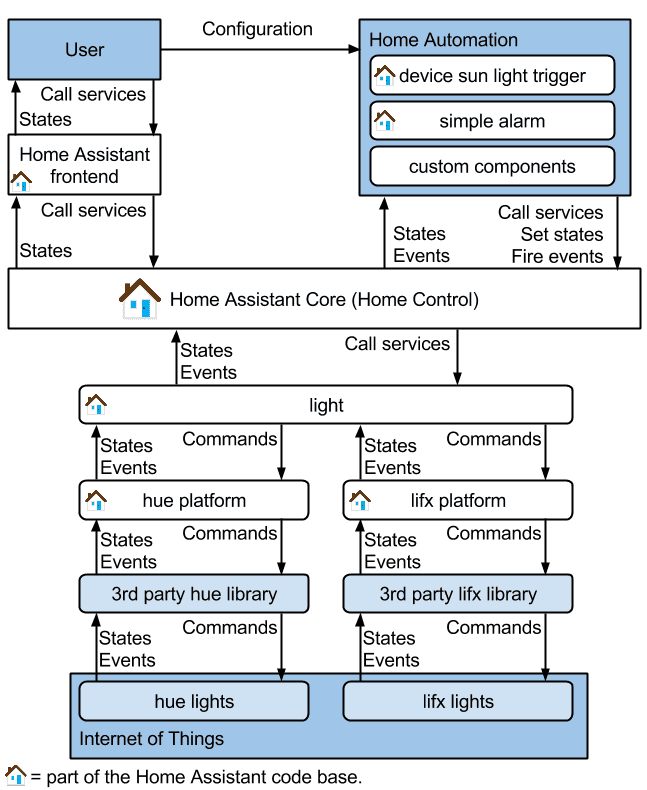 User
Configuration
Home Automation
device sun light trigger
simple alarm
custom components
Call services
States
Home Assistant
frontend
Call services
States
States
Events
Call services
Set states
Fire events
Home Assistant Core (Home Control)
States
Events
Call services
light
States
Events
Commands
States
Events
Commands
hue platform
lifx platform
States
Events
Commands
States
Events
Commands
3rd party hue library
3rd party lifx library
States
Events
Commands
States
Events
Commands
hue lights
lifx lights
Internet of Things
= part of the Home Assistant code base.